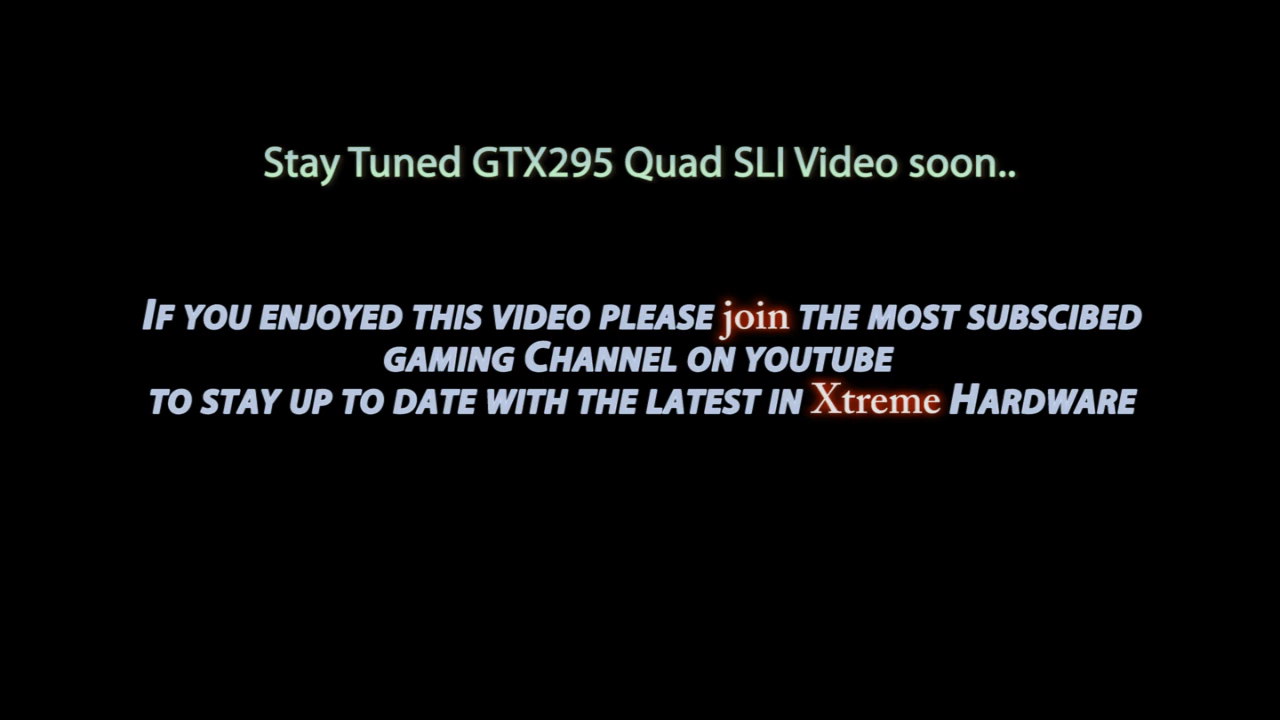 Stay Tuned GTX295 Quad SLI Video soon..
If you enjoyed this video please join the most subscibed
gaming Channel on youtube
to stay up to date with the latest in Xtreme Hardware